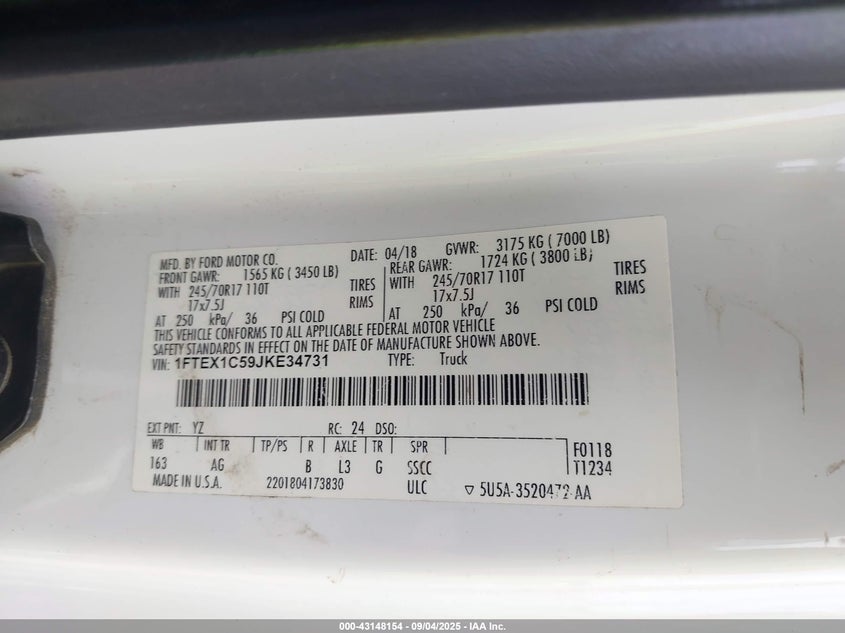 MFD. BY FORD MOTOR CO. DATE: 04/18 GVWR: 3175 KG ( 7000 LB)
FRONT GAWR: 1565 KG ( 3450 LB) REAR GAWR: 1724 KG ( 3800 LB)
WITH 245/70R17 110T TIRES WITH 245/70R17 110T TIRES
17x7.5J RIMS 17x7.5J RIMS
AT 250 kPa/ 36 PSI COLD AT 250 kPa/ 36 PSI COLD
THIS VEHICLE CONFORMS TO ALL APPLICABLE FEDERAL MOTOR VEHICLE
SAFETY STANDARDS IN EFFECT ON THE DATE OF MANUFACTURE SHOWN ABOVE.
VIN: 1FTEX1C59JKE34731 TYPE: Truck
EXT PNT: YZ RC: 24 DSO:
WB INT TR TP/PS R AXLE TR SPR F0118
163 AG B L3 G SSCC T1234
MADE IN U.S.A. 2201804173830 ULC ▽ 5U5A-3520472-AA
000-43148154 - 09/04/2025 - IAA Inc.